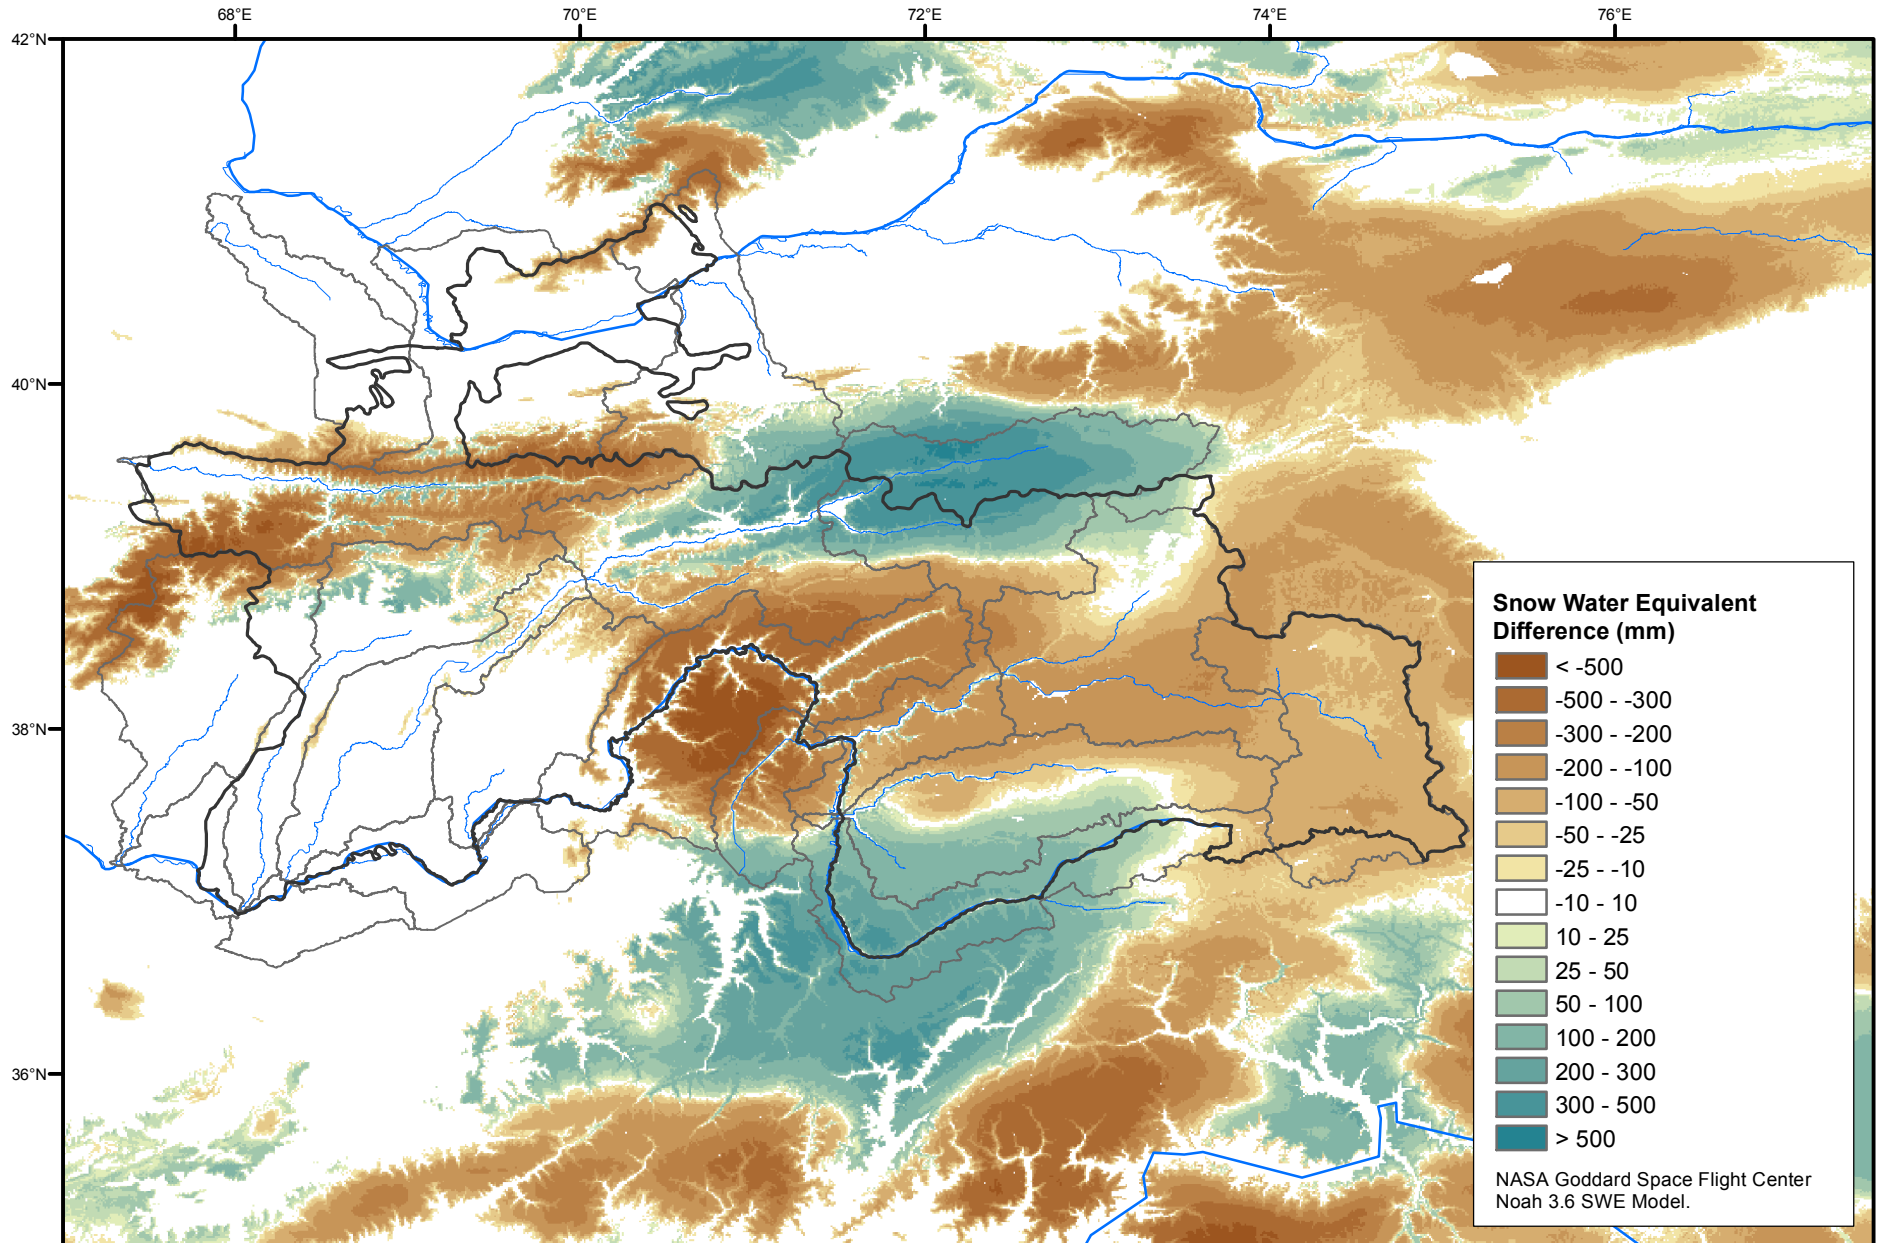 68°E 70°E 72°E 74°E 76°E
42°N
40°N
38°N
36°N
Snow Water Equivalent
Difference (mm)
< -500
-500 - -300
-300 - -200
-200 - -100
-100 - -50
-50 - -25
-25 - -10
-10 - 10
10 - 25
25 - 50
50 - 100
100 - 200
200 - 300
300 - 500
> 500
NASA Goddard Space Flight Center
Noah 3.6 SWE Model.